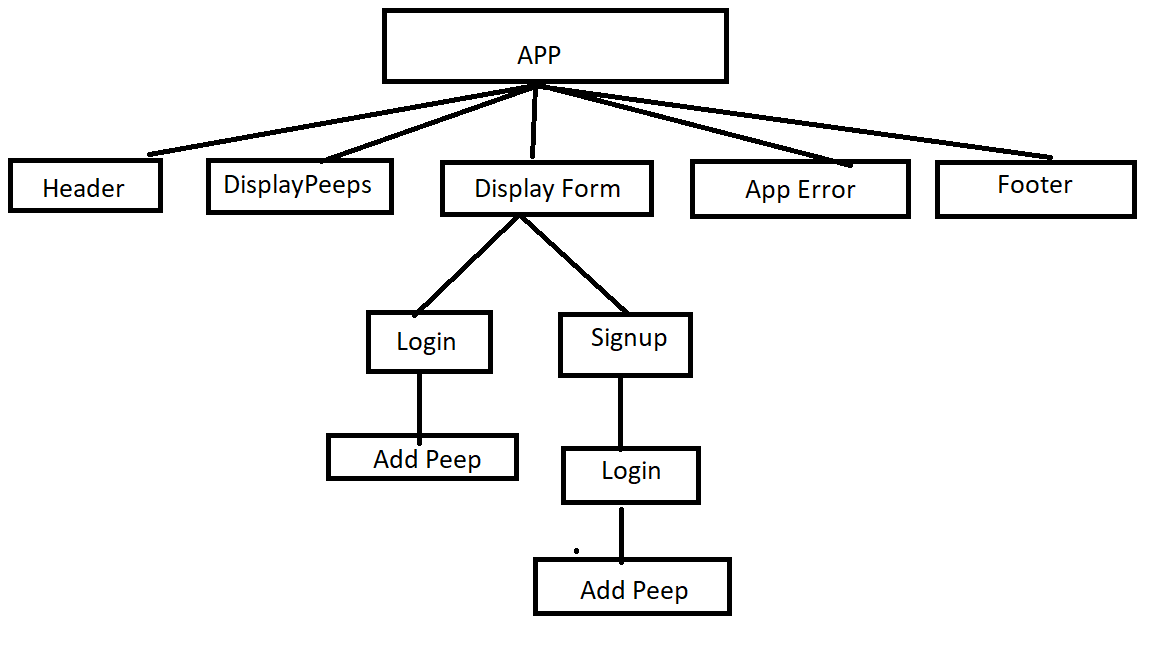 APP
Header
DisplayPeeps
Display Form
App Error
Footer
Login
Signup
Add Peep
Login
Add Peep